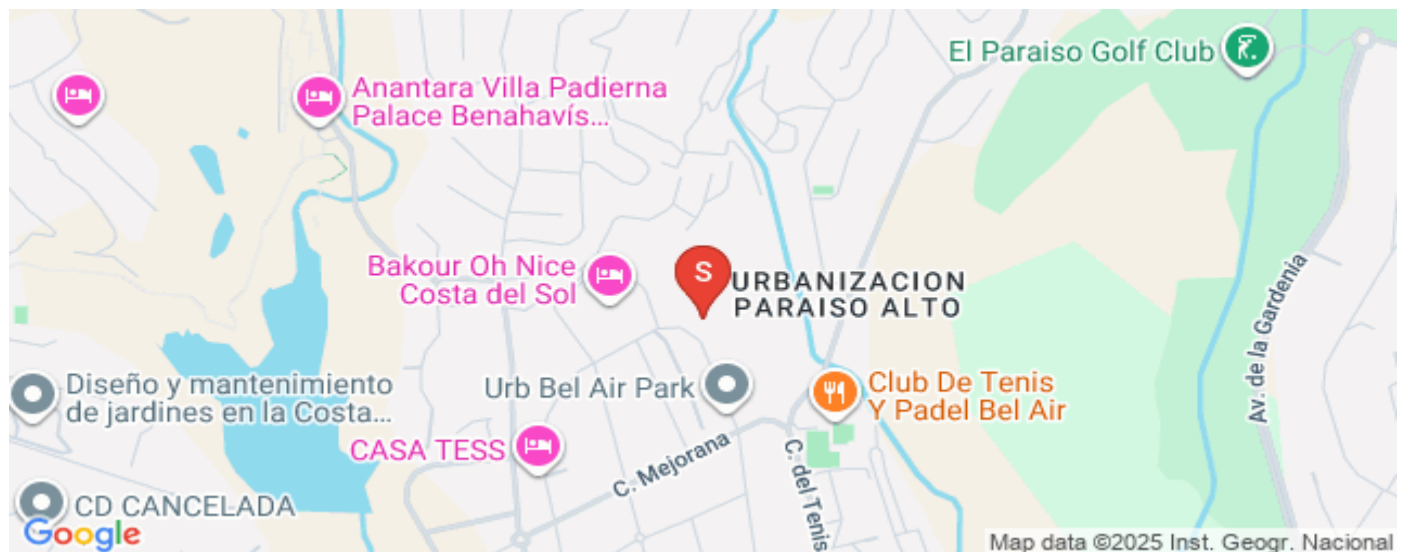 El Paraiso Golf Club
Anantara Villa Padierna
Palace Benahavís...
Bakour Oh Nice
Costa del Sol
S
URBANIZACION
PARAISO ALTO
Av. de la Gardenia
Diseño y mantenimiento
de jardines en la Costa...
Urb Bel Air Park
Club De Tenis
Y Padel Bel Air
CASA TESS
C. Mejorana
C. del Tenis
CD CANCELADA
Google
Map data ©2025 Inst. Geogr. Nacional